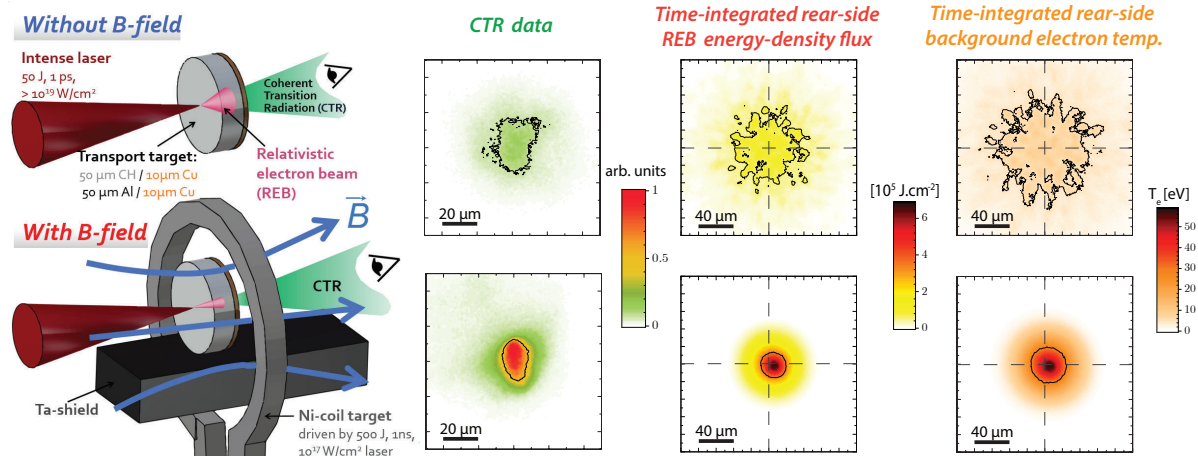 Without B-field
Intense laser
50 J, 1 ps,
> 10¹⁹ W/cm²
Coherent
Transition
Radiation (CTR)
Transport target:
50 µm CH / 10µm Cu
50 µm Al / 10µm Cu
Relativistic
electron beam
(REB)
With B-field
B
CTR
Ta-shield
Ni-coil target
driven by 500 J, 1ns,
10¹⁷ W/cm² laser
CTR data
20 µm
arb. units
1
0.5
0
20 µm
Time-integrated rear-side
REB energy-density flux
40 µm
[10⁵ J.cm⁻²]
6
4
2
0
40 µm
Time-integrated rear-side
background electron temp.
40 µm
Tₑ [eV]
50
40
30
20
10
0
40 µm